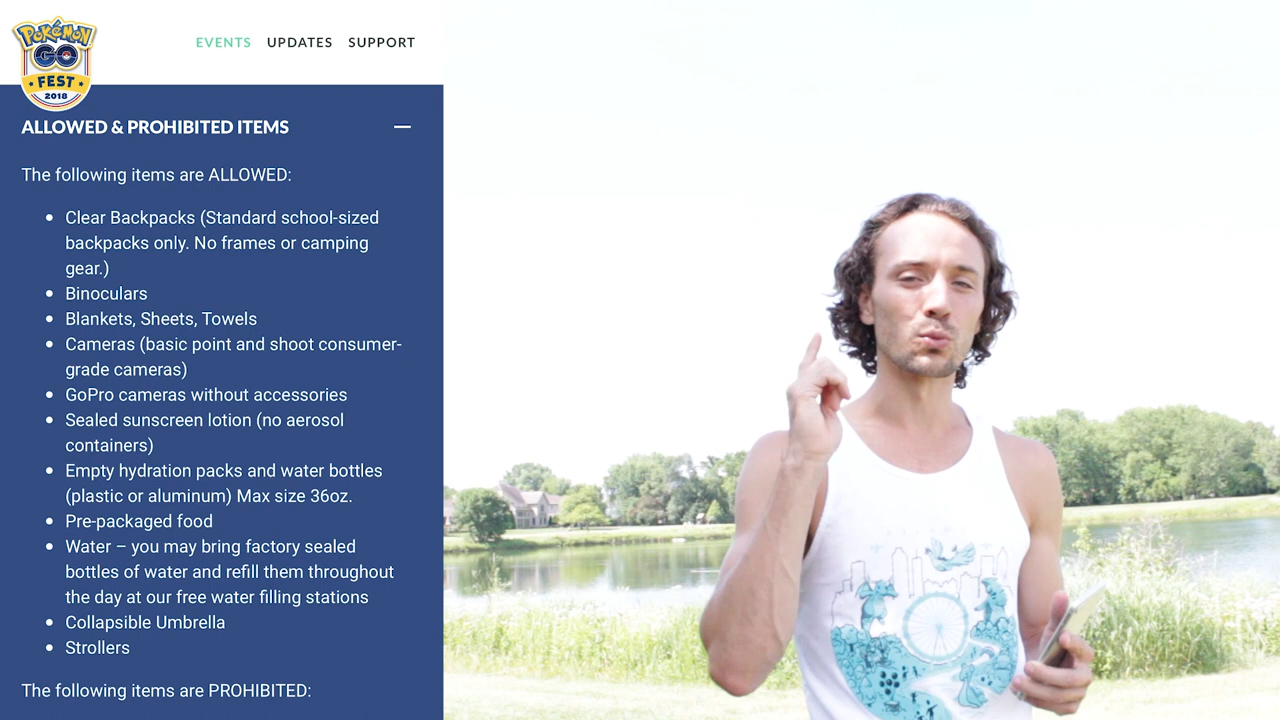 Pokémon
GO
FEST
2018
EVENTS UPDATES SUPPORT
ALLOWED & PROHIBITED ITEMS
The following items are ALLOWED:
• Clear Backpacks (Standard school-sized
backpacks only. No frames or camping
gear.)
• Binoculars
• Blankets, Sheets, Towels
• Cameras (basic point and shoot consumer-
grade cameras)
• GoPro cameras without accessories
• Sealed sunscreen lotion (no aerosol
containers)
• Empty hydration packs and water bottles
(plastic or aluminum) Max size 36oz.
• Pre-packaged food
• Water – you may bring factory sealed
bottles of water and refill them throughout
the day at our free water filling stations
• Collapsible Umbrella
• Strollers
The following items are PROHIBITED: